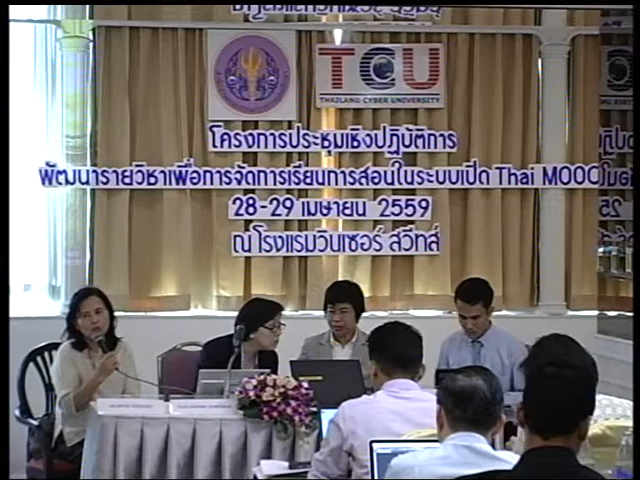 TCU
THAILAND CYBER UNIVERSITY
โครงการประชุมเชิงปฏิบัติการ
พัฒนารายวิชาเพื่อการจัดการเรียนการสอนในระบบเปิด Thai MOOC
28-29 เมษายน 2559
ณ โรงแรมวินเซอร์ สวีทส์